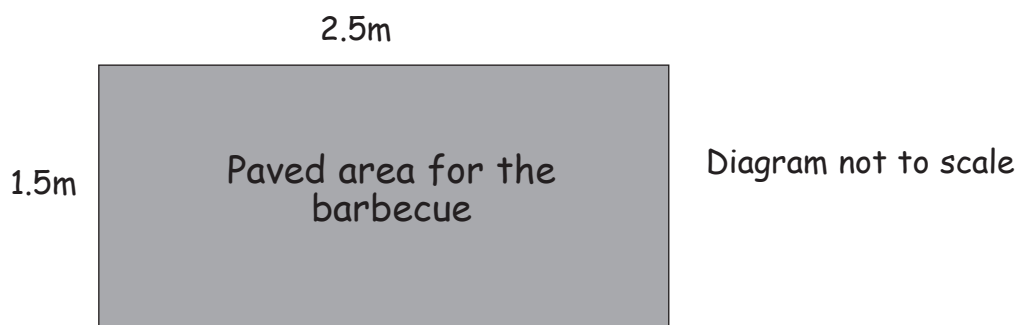 2.5m
1.5m
Paved area for the
barbecue
Diagram not to scale